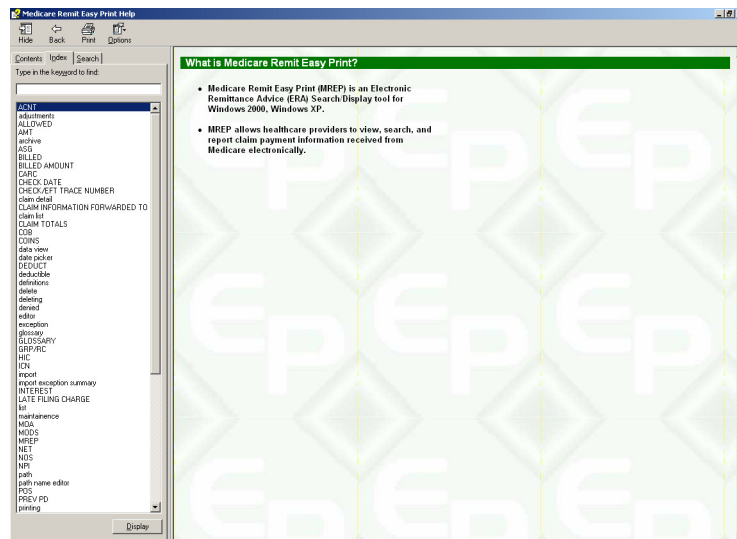 Medicare Remit Easy Print Help
Hide Back Print Options
Contents Index Search
Type in the keyword to find:
ACNT
adjustments
ALLOWED
AMT
archive
ASG
BILLED
BILLED AMOUNT
CARC
CHECK DATE
CHECK/EFT TRACE NUMBER
claim detail
CLAIM INFORMATION FORWARDED TO
claim list
CLAIM TOTALS
COB
COINS
data view
date picker
DEDUCT
deductible
definitions
delete
deleting
denied
editor
exception
glossary
GLOSSARY
GRP/RC
HIC
ICN
import
import exception summary
INTEREST
LATE FILING CHARGE
list
maintainence
MOA
MODS
MREP
NET
NOS
NPI
path
path name editor
POS
PREV PD
printing
Display
What is Medicare Remit Easy Print?
• Medicare Remit Easy Print (MREP) is an Electronic
Remittance Advice (ERA) Search/Display tool for
Windows 2000, Windows XP.
• MREP allows healthcare providers to view, search, and
report claim payment information received from
Medicare electronically.